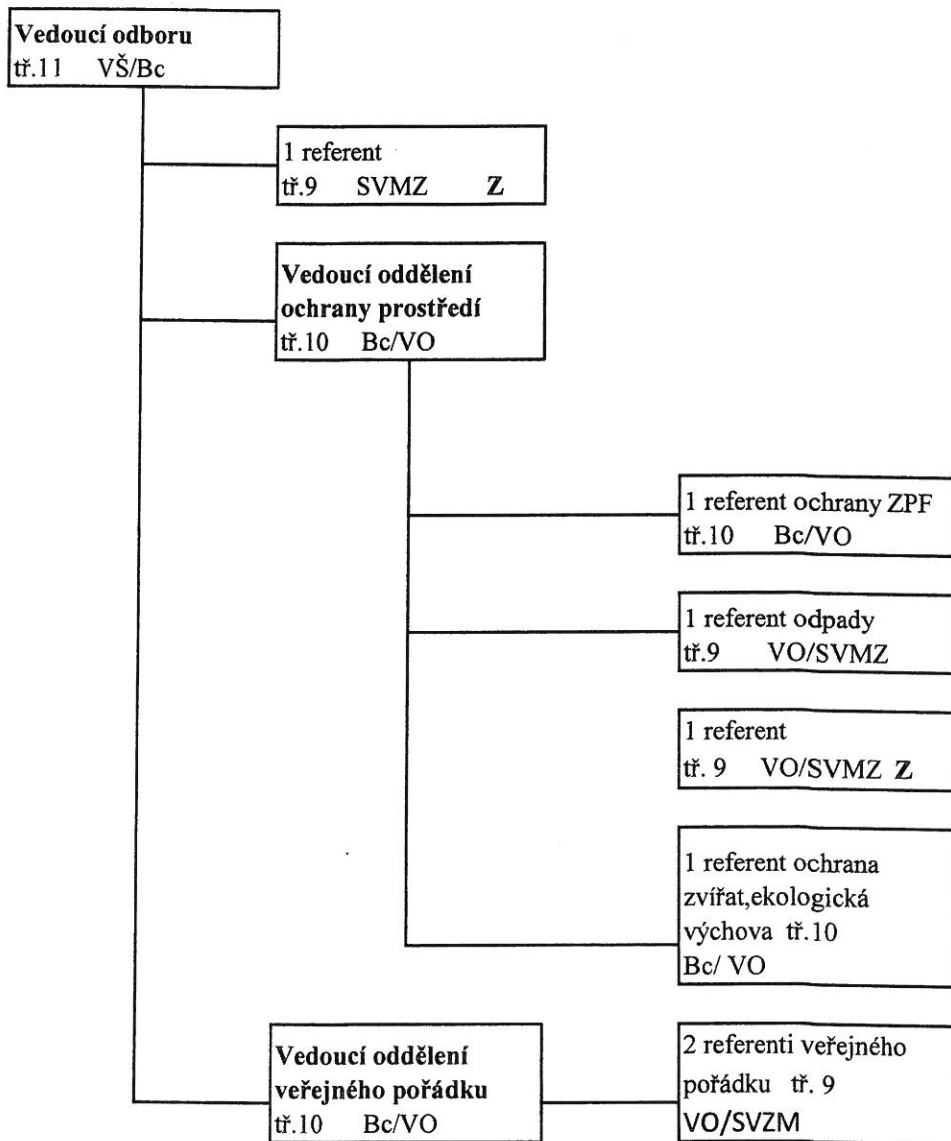 Vedoucí odboru
tř.11 VŠ/Bc
1 referent
tř.9 SVMZ Z
Vedoucí oddělení
ochrany prostředí
tř.10 Bc/VO
1 referent ochrany ZPF
tř.10 Bc/VO
1 referent odpady
tř.9 VO/SVMZ
1 referent
tř. 9 VO/SVMZ Z
1 referent ochrana
zvířat,ekologická
výchova tř.10
Bc/ VO
Vedoucí oddělení
veřejného pořádku
tř.10 Bc/VO
2 referenti veřejného
pořádku tř. 9
VO/SVZM